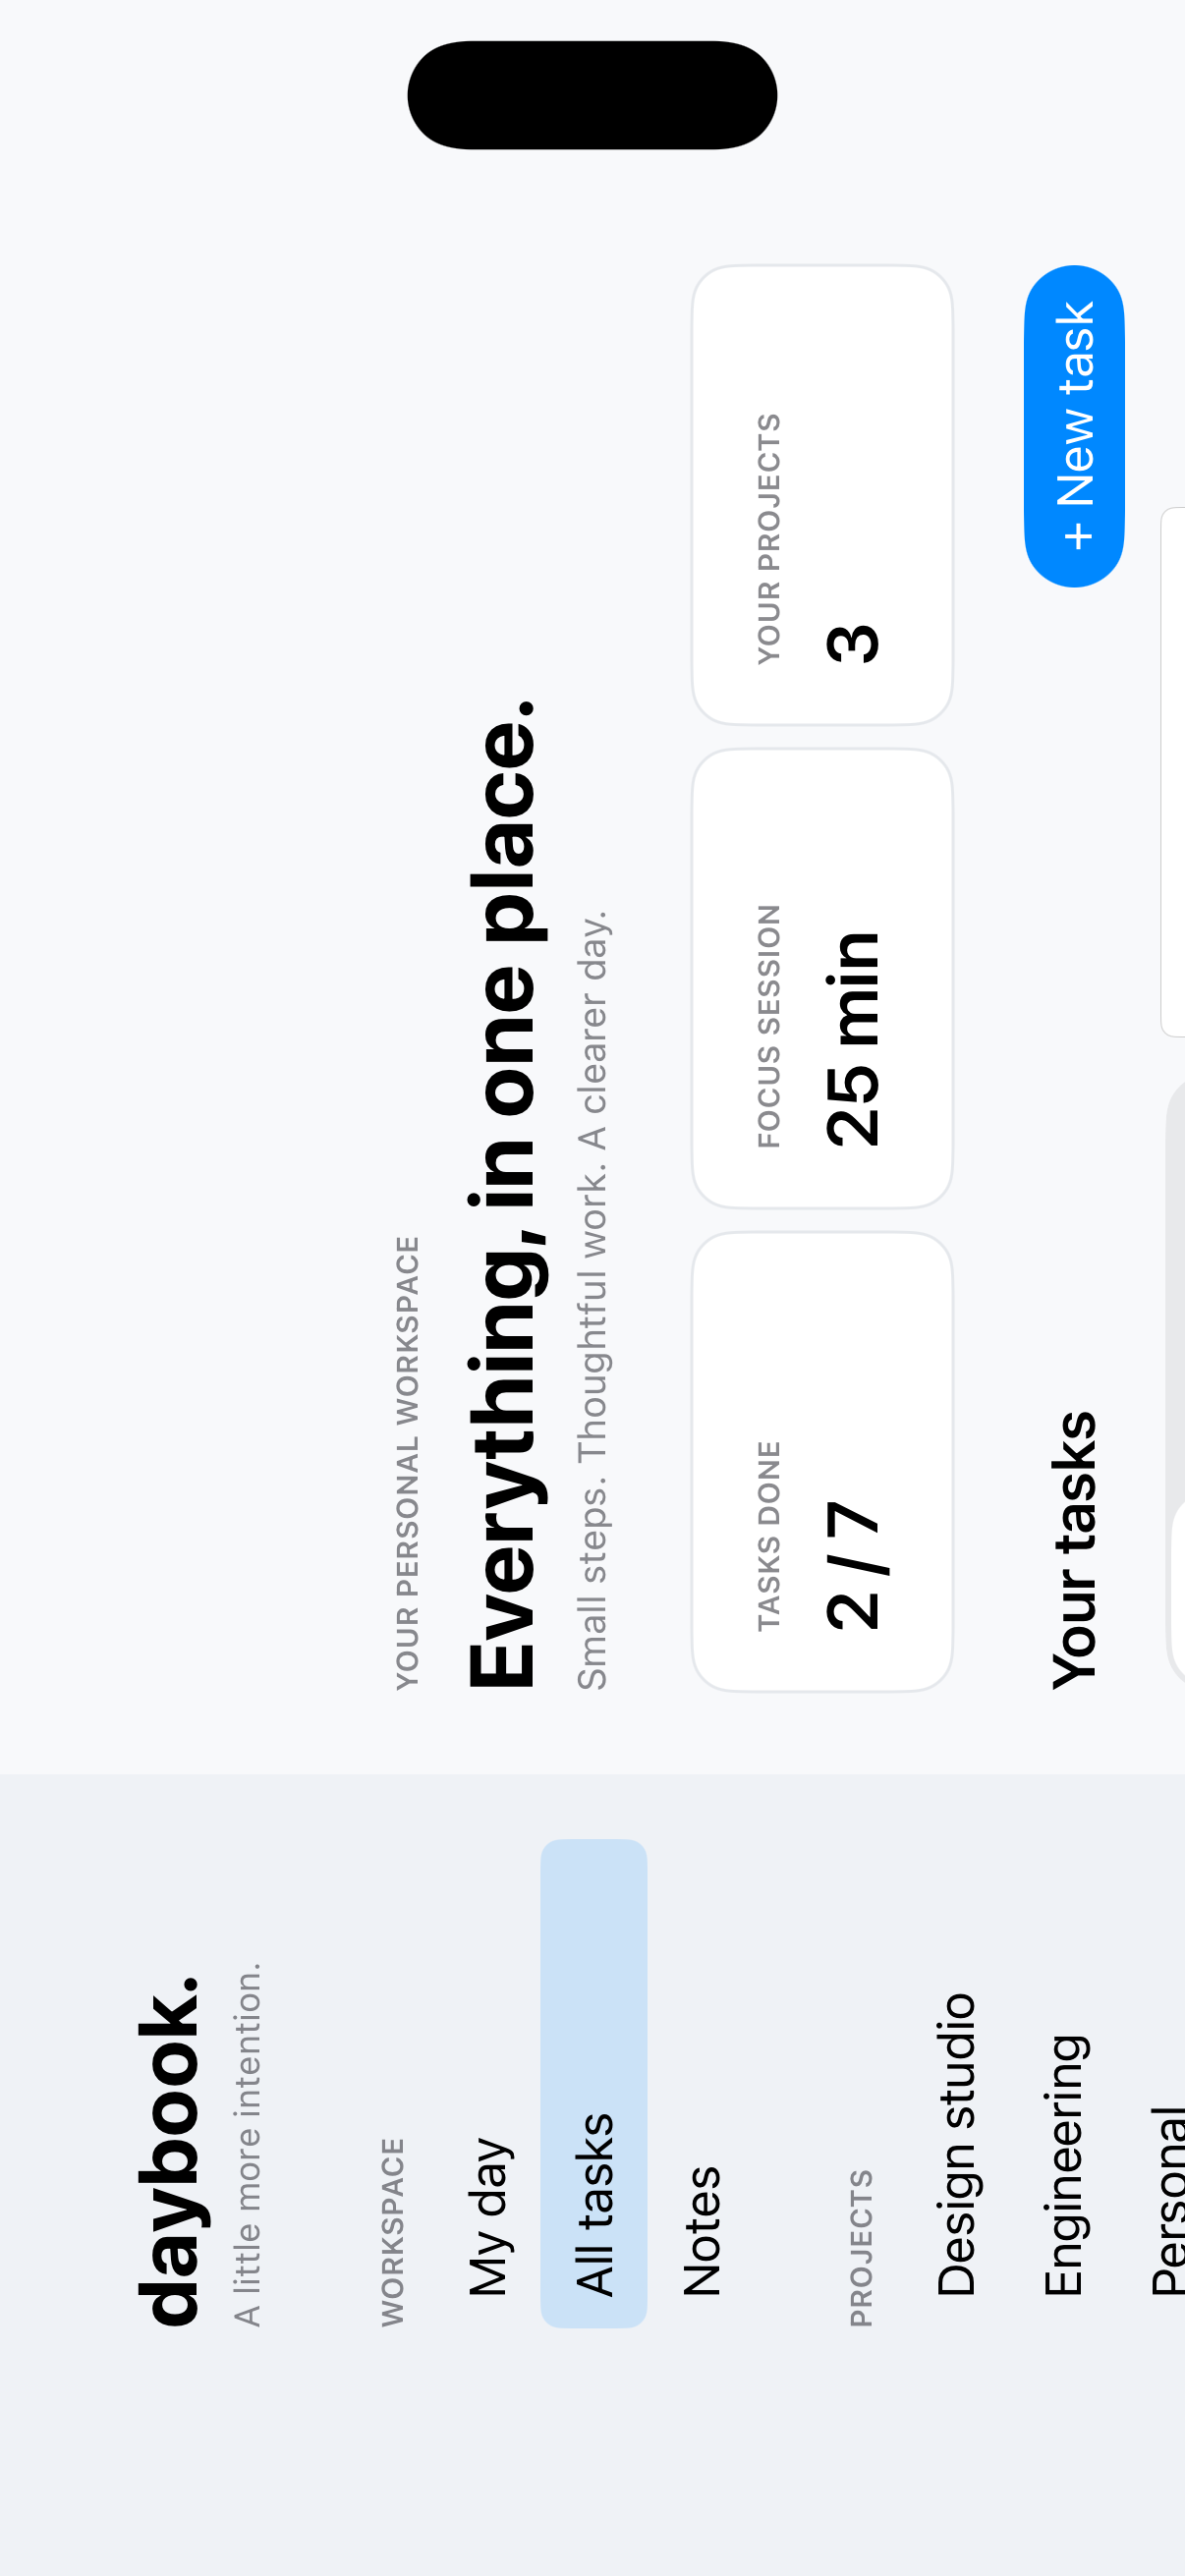 daybook.
A little more intention.
WORKSPACE
My day
All tasks
Notes
PROJECTS
Design studio
Engineering
Personal
YOUR PERSONAL WORKSPACE
Everything, in one place.
Small steps. Thoughtful work. A clearer day.
TASKS DONE
2 / 7
FOCUS SESSION
25 min
YOUR PROJECTS
3
Your tasks
+ New task